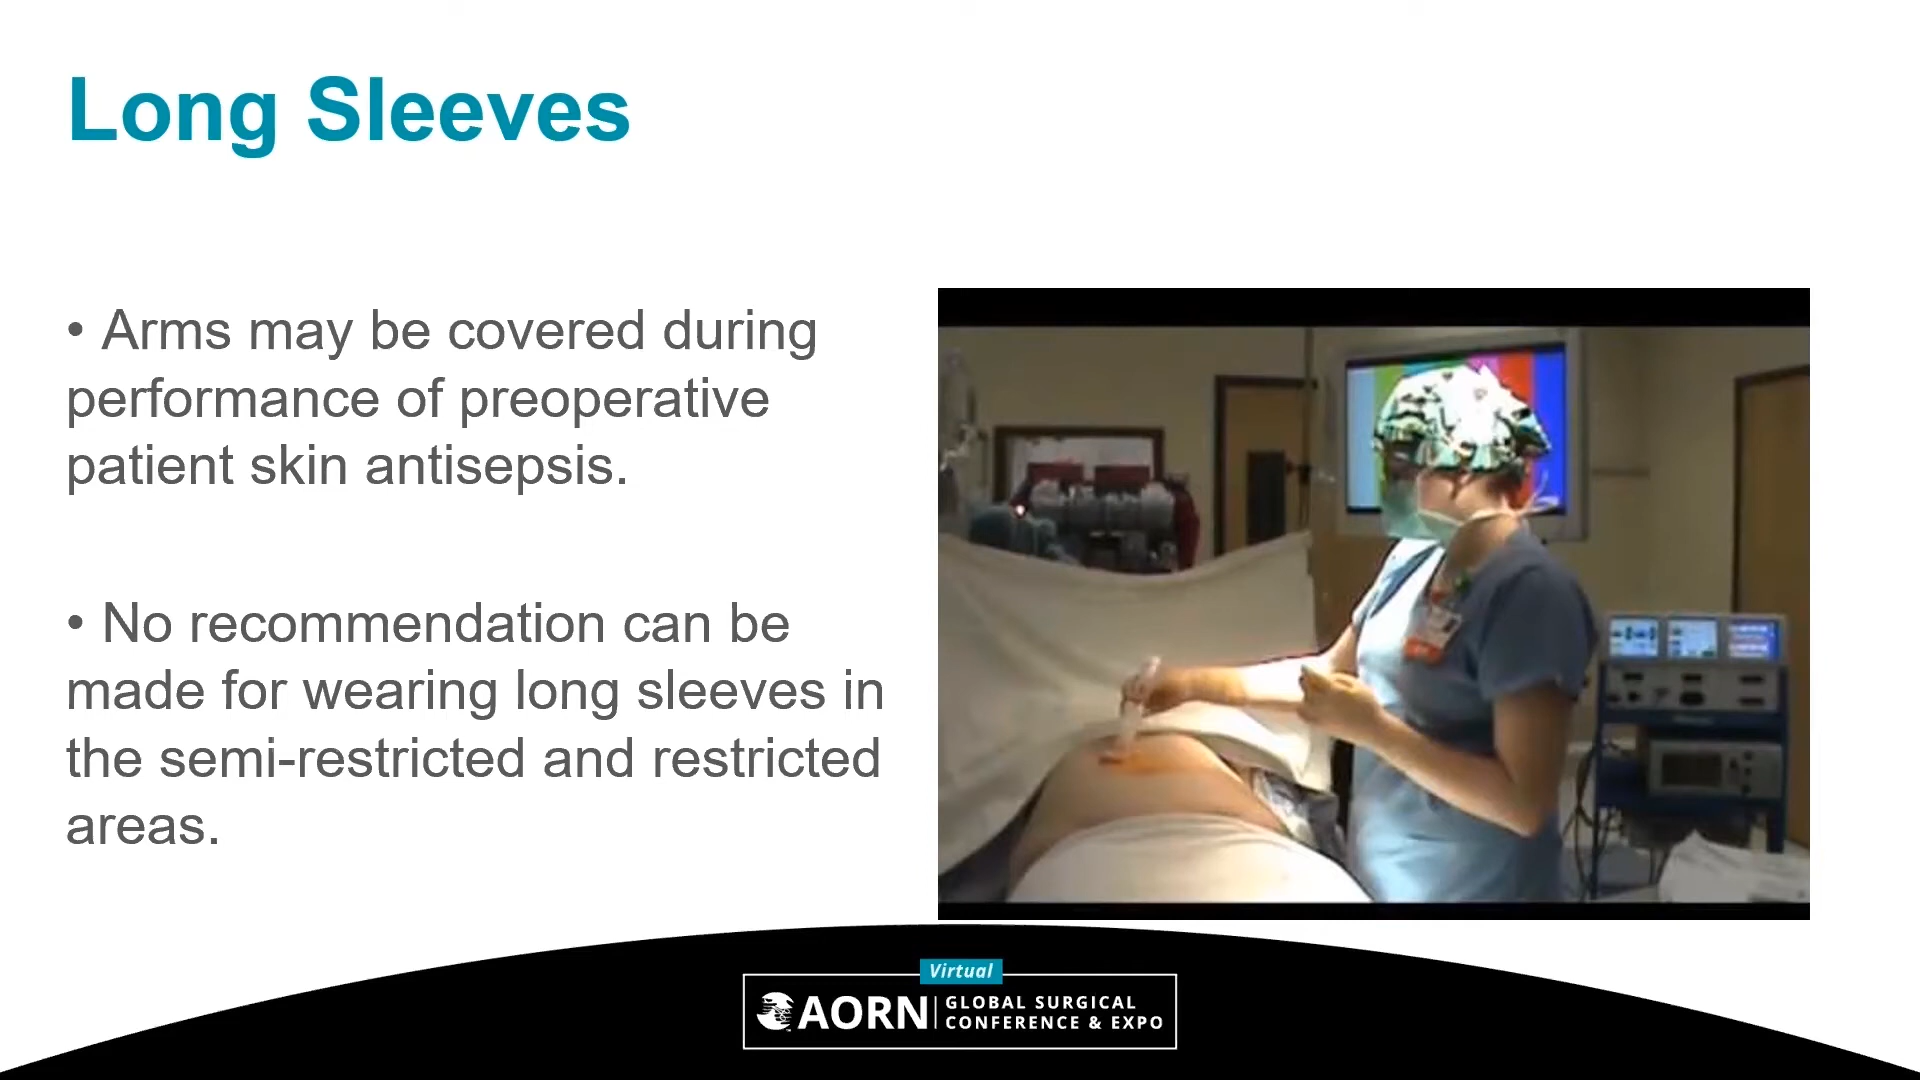 Long Sleeves
• Arms may be covered during
performance of preoperative
patient skin antisepsis.
• No recommendation can be
made for wearing long sleeves in
the semi-restricted and restricted
areas.
Virtual
AORN
GLOBAL SURGICAL
CONFERENCE & EXPO